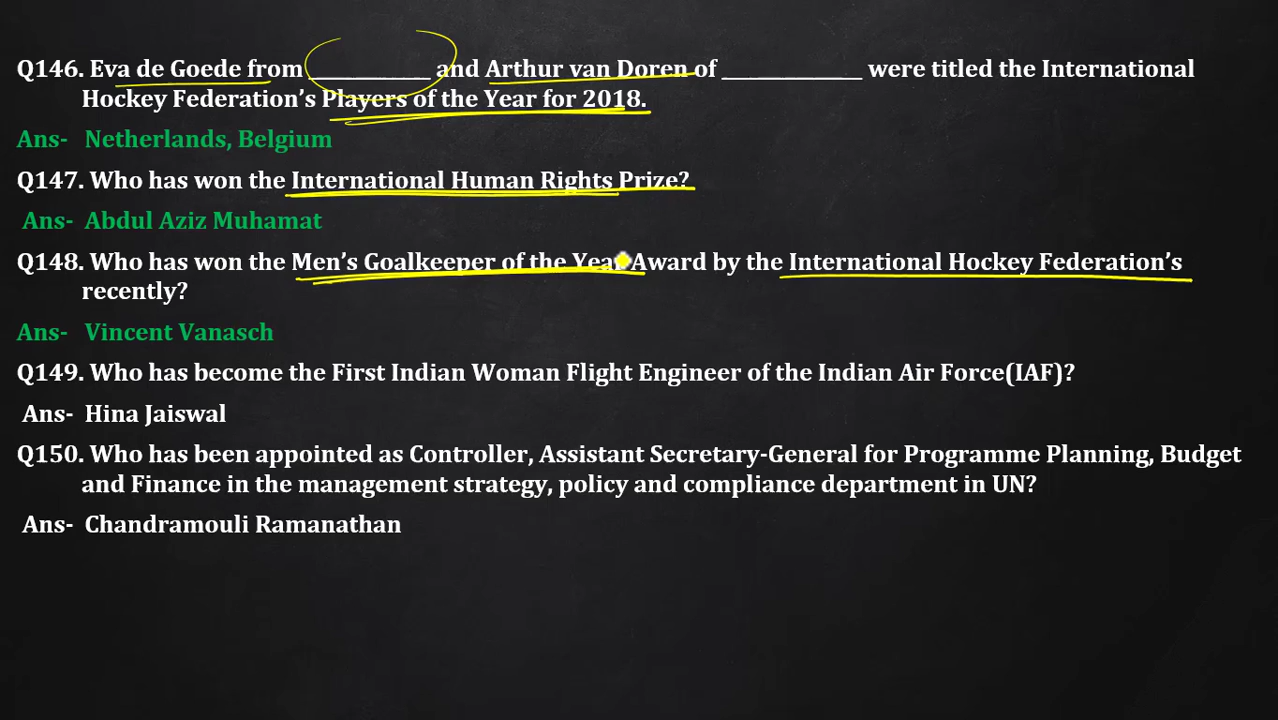 Q146. Eva de Goede from ____________ and Arthur van Doren of ______________ were titled the International
Hockey Federation’s Players of the Year for 2018.
Ans- Netherlands, Belgium
Q147. Who has won the International Human Rights Prize?
Ans- Abdul Aziz Muhamat
Q148. Who has won the Men’s Goalkeeper of the Year Award by the International Hockey Federation’s
recently?
Ans- Vincent Vanasch
Q149. Who has become the First Indian Woman Flight Engineer of the Indian Air Force(IAF)?
Ans- Hina Jaiswal
Q150. Who has been appointed as Controller, Assistant Secretary-General for Programme Planning, Budget
and Finance in the management strategy, policy and compliance department in UN?
Ans- Chandramouli Ramanathan